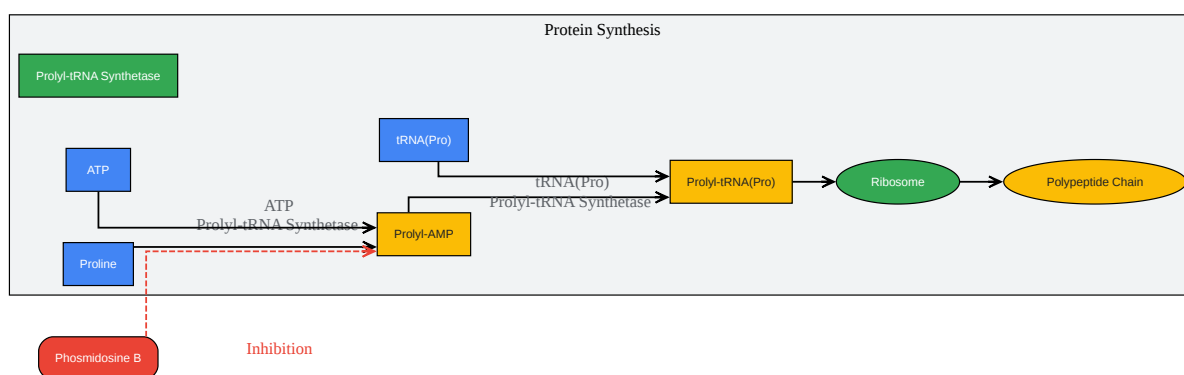 Protein Synthesis
Prolyl-tRNA Synthetase
tRNA(Pro)
ATP
tRNA(Pro)
Prolyl-tRNA Synthetase
Prolyl-tRNA(Pro)
Ribosome
Polypeptide Chain
ATP
Prolyl-tRNA Synthetase
Prolyl-AMP
Proline
Inhibition
Phosmidosine B